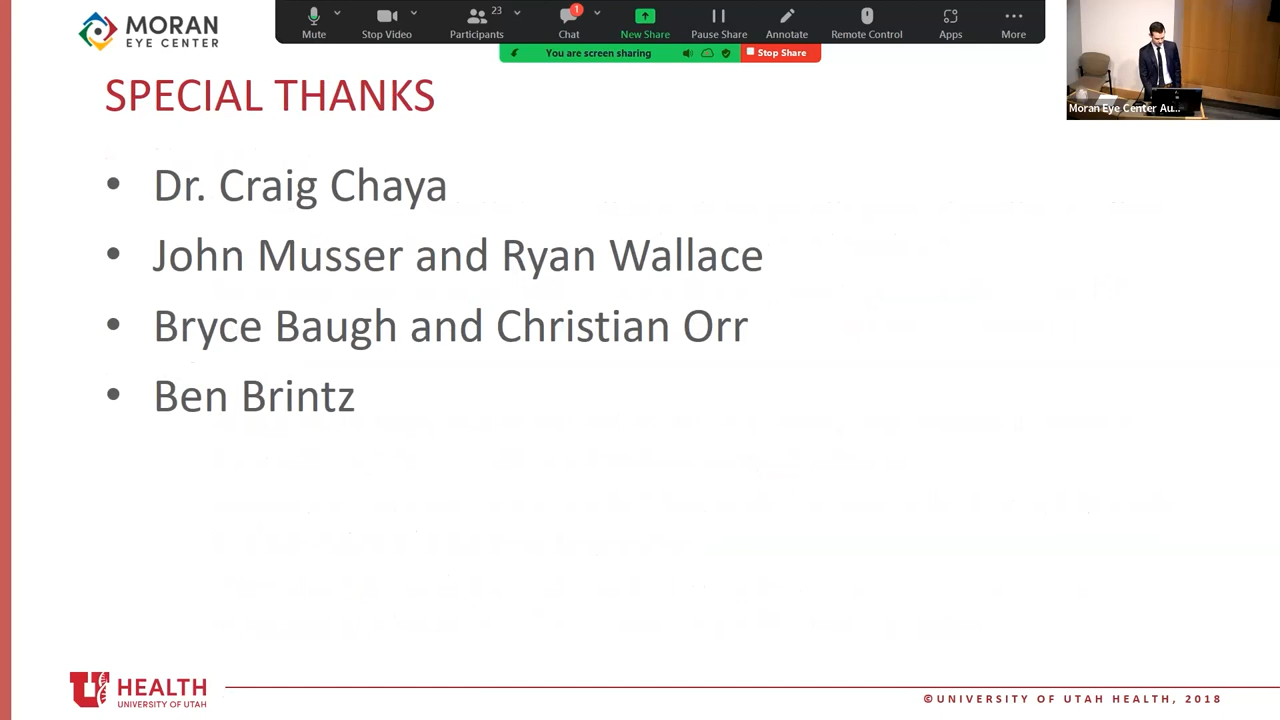 MORAN
EYE CENTER
Mute
Stop Video
23
Participants
1
Chat
New Share
Pause Share
Annotate
Remote Control
Apps
More
You are screen sharing
Stop Share
Moran Eye Center Au...
SPECIAL THANKS
• Dr. Craig Chaya
• John Musser and Ryan Wallace
• Bryce Baugh and Christian Orr
• Ben Brintz
U HEALTH
UNIVERSITY OF UTAH
©UNIVERSITY OF UTAH HEALTH, 2018